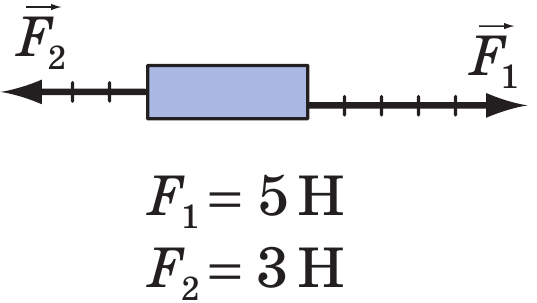 F₂
F₁
F₁ = 5 Н
F₂ = 3 Н